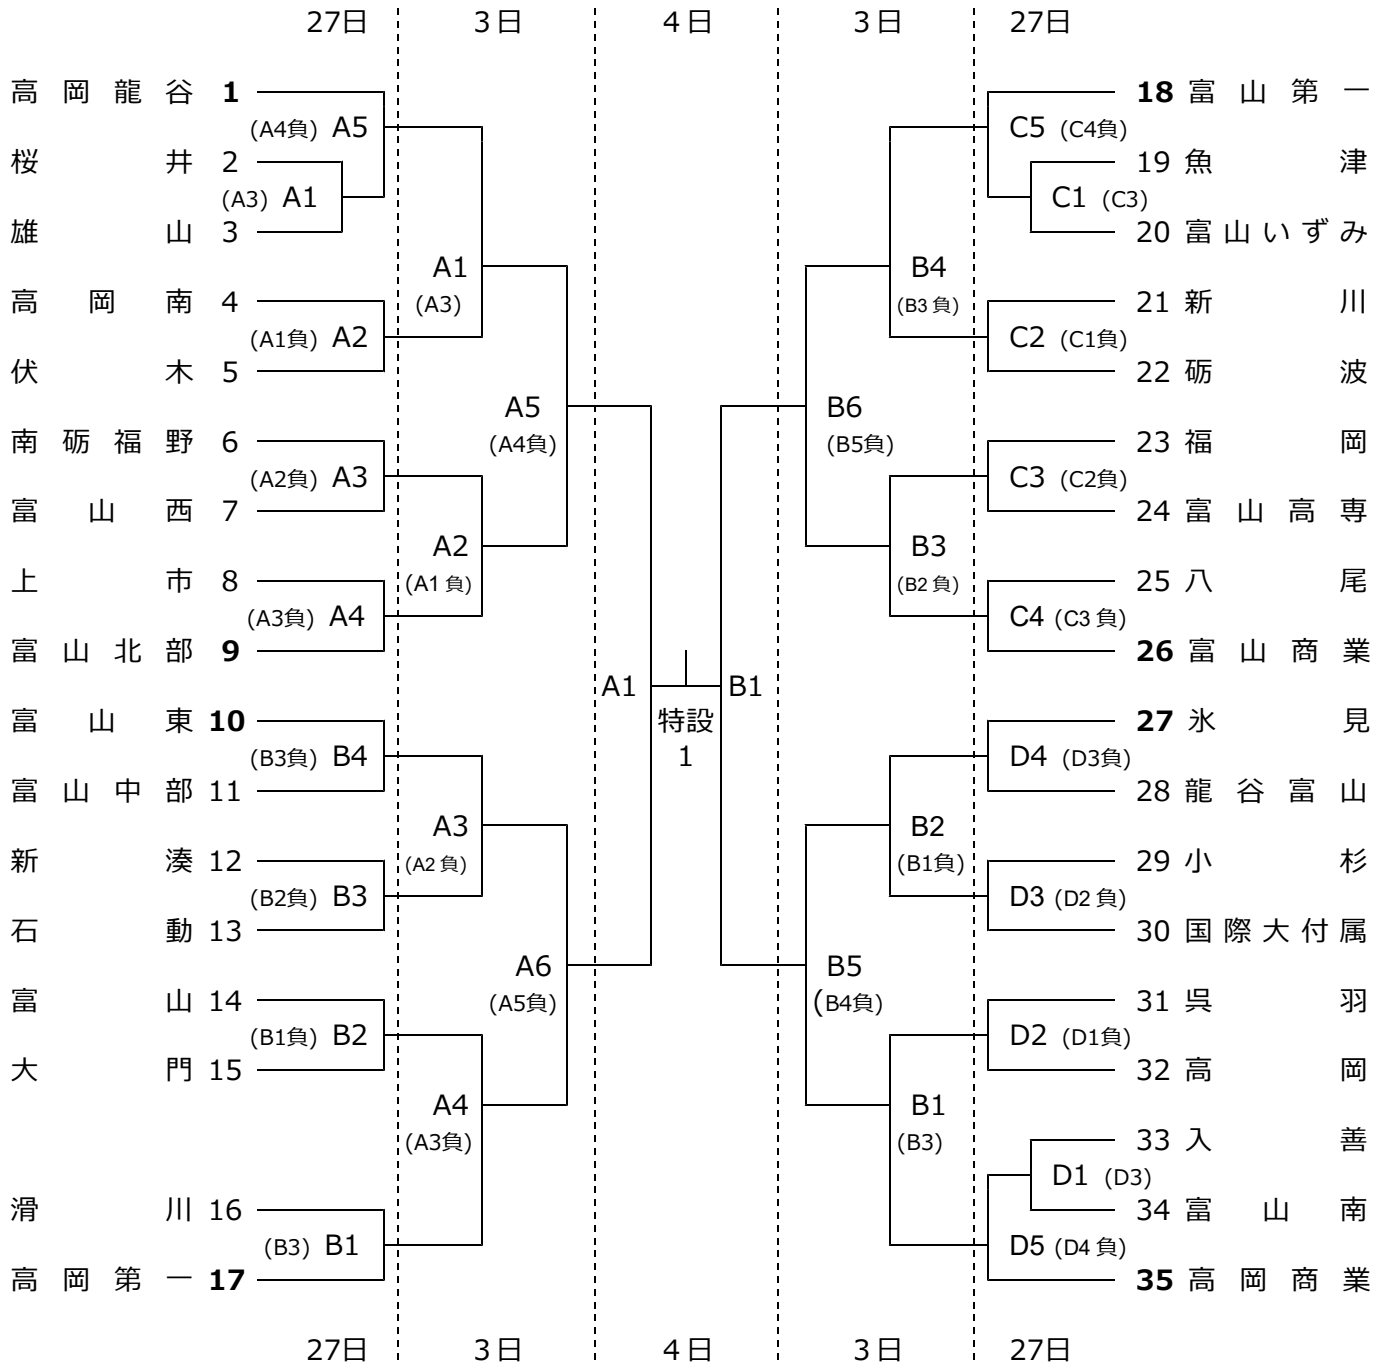 27日 3日 4日 3日 27日
高岡龍谷 1
18 富山第一
(A4負) A5
C5 (C4負)
桜井 2
19 魚津
(A3) A1
C1 (C3)
雄山 3
20 富山いずみ
A1
B4
高岡南 4
(A3)
(B3負)
21 新川
(A1負) A2
C2 (C1負)
伏木 5
22 砺波
A5
B6
南砺福野 6
(A4負)
(B5負)
23 福岡
(A2負) A3
C3 (C2負)
富山西 7
24 富山高専
A2
B3
上市 8
(A1負)
(B2負)
25 八尾
(A3負) A4
C4 (C3負)
富山北部 9
26 富山商業
A1 B1
富山東 10
特設
27 氷見
(B3負) B4
1
D4 (D3負)
富山中部 11
28 龍谷富山
A3
B2
新湊 12
(A2負)
(B1負)
29 小杉
(B2負) B3
D3 (D2負)
石動 13
30 国際大付属
A6
B5
富山 14
(A5負)
(B4負)
31 呉羽
(B1負) B2
D2 (D1負)
大門 15
32 高岡
A4
B1
(A3負)
(B3)
33 入善
D1 (D3)
滑川 16
34 富山南
(B3) B1
D5 (D4負)
高岡第一 17
35 高岡商業
27日 3日 4日 3日 27日